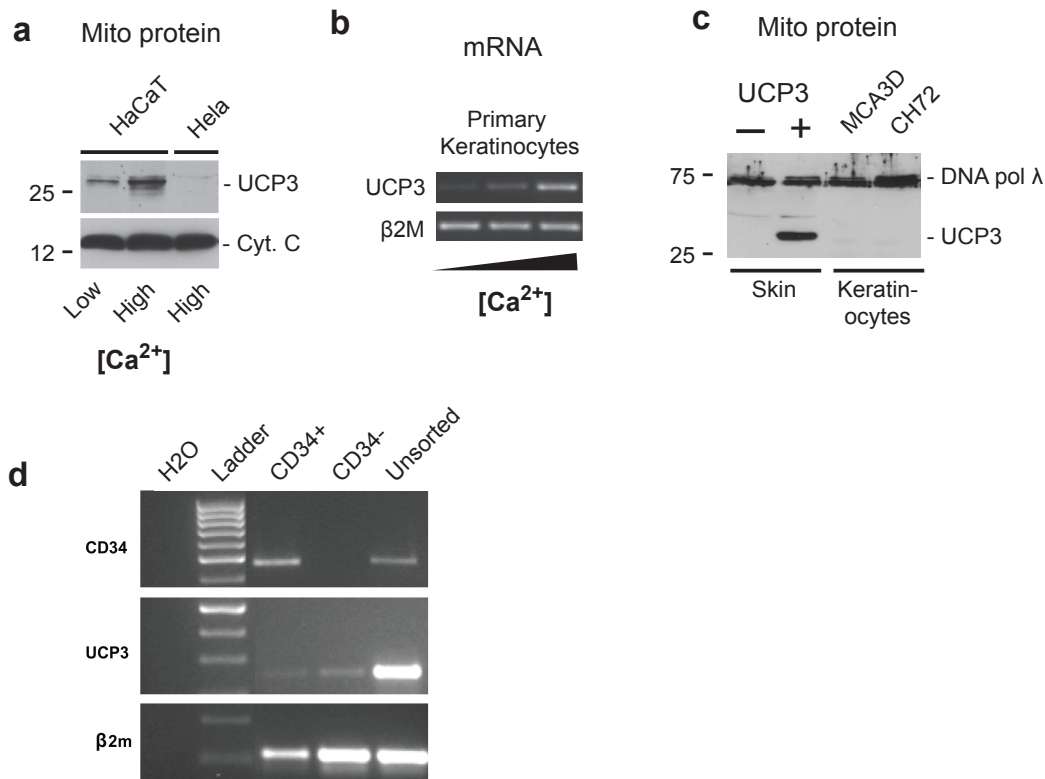 a
Mito protein
HaCaT
Hela
25 -
- UCP3
12 -
- Cyt. C
Low
High
High
[Ca2+]
b
mRNA
Primary
Keratinocytes
UCP3
β2M
[Ca2+]
c
Mito protein
UCP3
— +
MCA3D
CH72
75 -
- DNA pol λ
- UCP3
25 -
Skin
Keratin-
ocytes
d
H2O
Ladder
CD34+
CD34-
Unsorted
CD34
UCP3
β2m